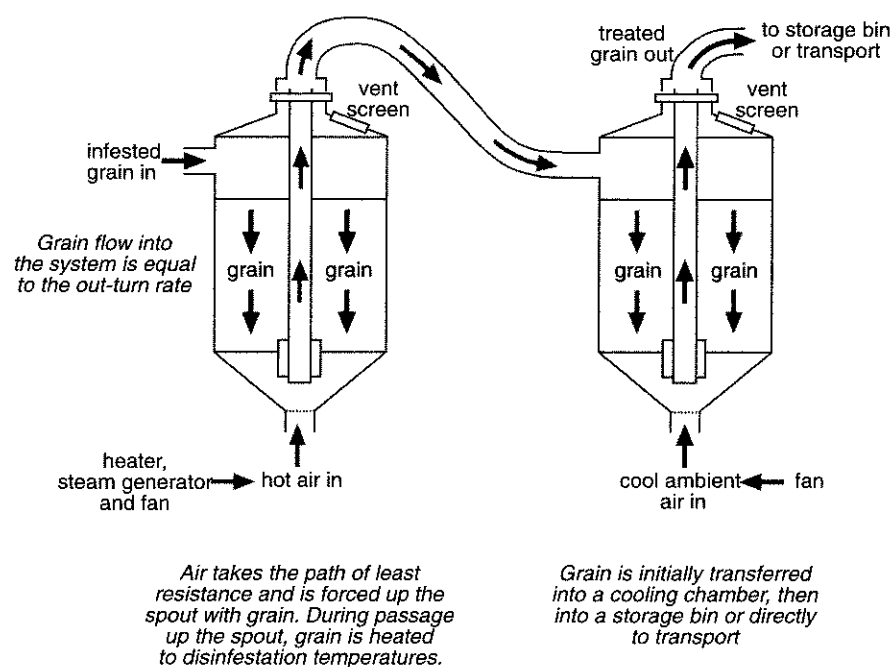 treated
grain out
to storage bin
or transport
vent
screen
vent
screen
infested
grain in
Grain flow into
the system is equal
to the out-turn rate
grain
grain
grain
grain
heater,
steam generator
and fan
hot air in
cool ambient
air in
fan
Air takes the path of least
resistance and is forced up the
spout with grain. During passage
up the spout, grain is heated
to disinfestation temperatures.
Grain is initially transferred
into a cooling chamber, then
into a storage bin or directly
to transport